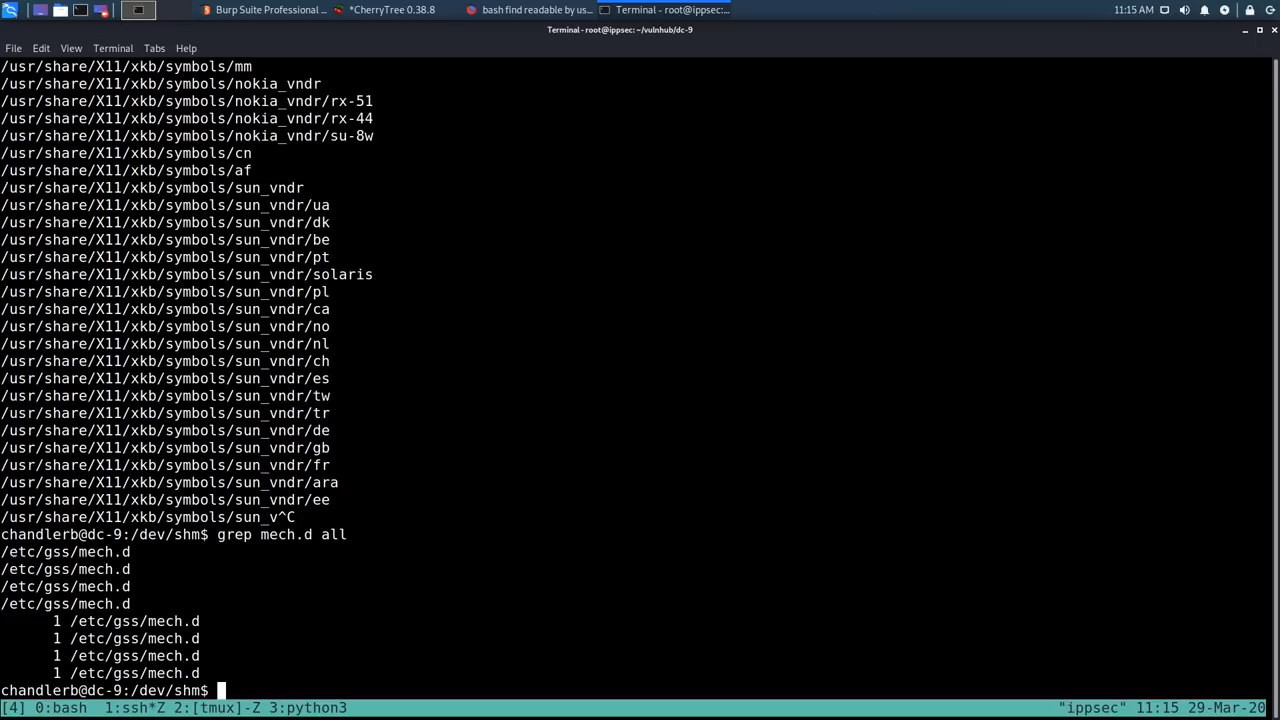 Burp Suite Professional ... *CherryTree 0.38.8 bash find readable by us... Terminal - root@ippsec:... 11:15 AM
Terminal - root@ippsec: ~/vulnhub/dc-9
File Edit View Terminal Tabs Help
/usr/share/X11/xkb/symbols/mm
/usr/share/X11/xkb/symbols/nokia_vndr
/usr/share/X11/xkb/symbols/nokia_vndr/rx-51
/usr/share/X11/xkb/symbols/nokia_vndr/rx-44
/usr/share/X11/xkb/symbols/nokia_vndr/su-8w
/usr/share/X11/xkb/symbols/cn
/usr/share/X11/xkb/symbols/af
/usr/share/X11/xkb/symbols/sun_vndr
/usr/share/X11/xkb/symbols/sun_vndr/ua
/usr/share/X11/xkb/symbols/sun_vndr/dk
/usr/share/X11/xkb/symbols/sun_vndr/be
/usr/share/X11/xkb/symbols/sun_vndr/pt
/usr/share/X11/xkb/symbols/sun_vndr/solaris
/usr/share/X11/xkb/symbols/sun_vndr/pl
/usr/share/X11/xkb/symbols/sun_vndr/ca
/usr/share/X11/xkb/symbols/sun_vndr/no
/usr/share/X11/xkb/symbols/sun_vndr/nl
/usr/share/X11/xkb/symbols/sun_vndr/ch
/usr/share/X11/xkb/symbols/sun_vndr/es
/usr/share/X11/xkb/symbols/sun_vndr/tw
/usr/share/X11/xkb/symbols/sun_vndr/tr
/usr/share/X11/xkb/symbols/sun_vndr/de
/usr/share/X11/xkb/symbols/sun_vndr/gb
/usr/share/X11/xkb/symbols/sun_vndr/fr
/usr/share/X11/xkb/symbols/sun_vndr/ara
/usr/share/X11/xkb/symbols/sun_vndr/ee
/usr/share/X11/xkb/symbols/sun_v^C
chandlerb@dc-9:/dev/shm$ grep mech.d all
/etc/gss/mech.d
/etc/gss/mech.d
/etc/gss/mech.d
/etc/gss/mech.d
1 /etc/gss/mech.d
1 /etc/gss/mech.d
1 /etc/gss/mech.d
1 /etc/gss/mech.d
chandlerb@dc-9:/dev/shm$
[4] 0:bash 1:ssh*Z 2:[tmux]-Z 3:python3 "ippsec" 11:15 29-Mar-20